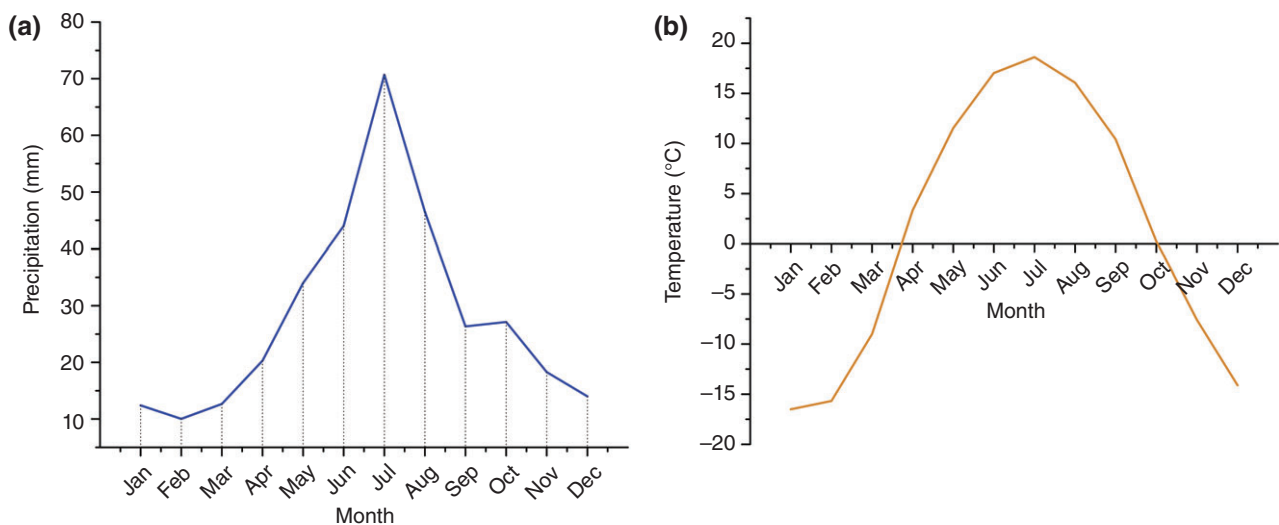 (a)
Precipitation (mm)
80
70
60
50
40
30
20
10
Jan Feb Mar Apr May Jun Jul Aug Sep Oct Nov Dec
Month
(b)
Temperature (°C)
20
15
10
5
0
–5
–10
–15
–20
Jan Feb Mar Apr May Jun Jul Aug Sep Oct Nov Dec
Month